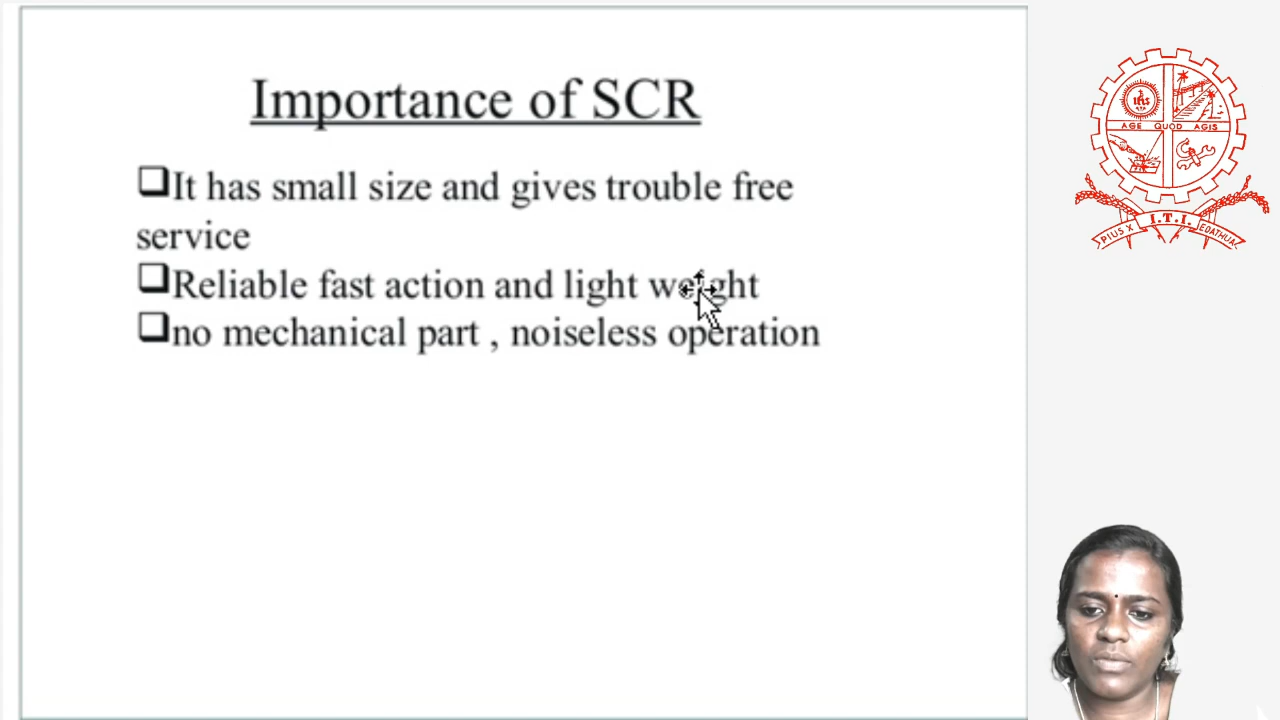 Importance of SCR
❑It has small size and gives trouble free
service
❑Reliable fast action and light weight
❑no mechanical part , noiseless operation
IHS
AGE QUOD AGIS
PIUS X I.T.I. EDATHUA